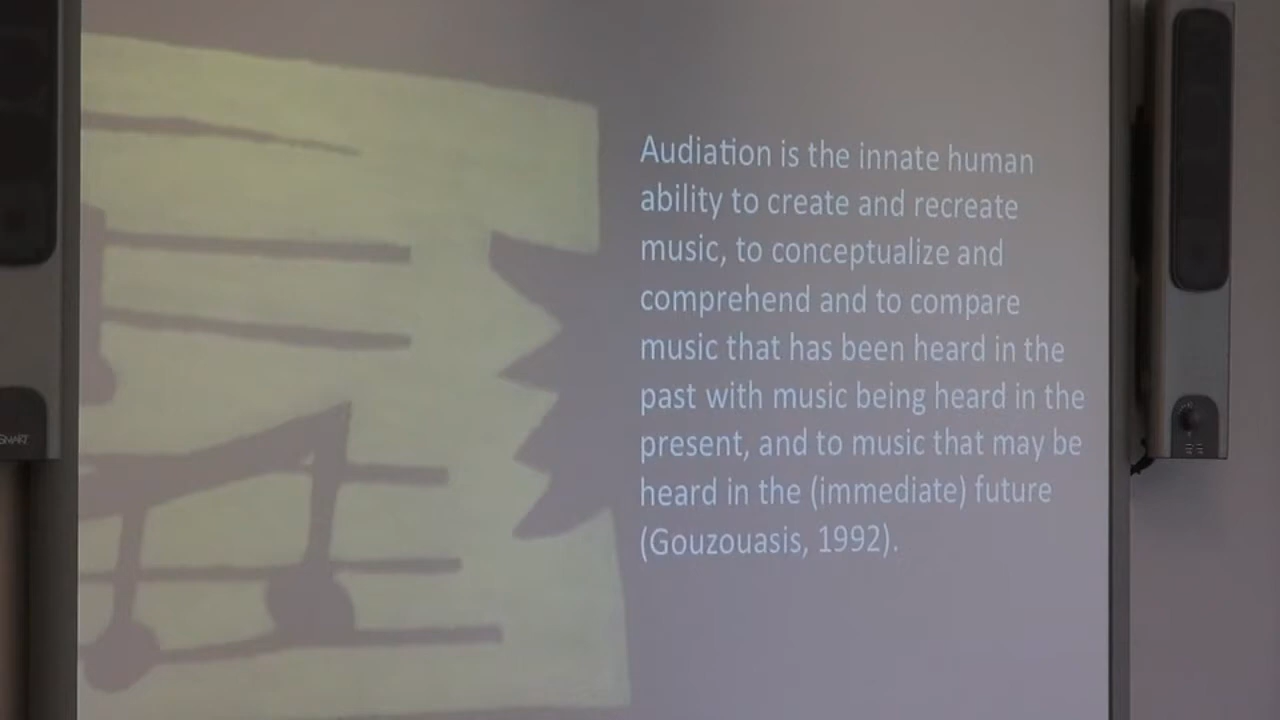 Audiation is the innate human
ability to create and recreate
music, to conceptualize and
comprehend and to compare
music that has been heard in the
past with music being heard in the
present, and to music that may be
heard in the (immediate) future
(Gouzouasis, 1992).
SMART